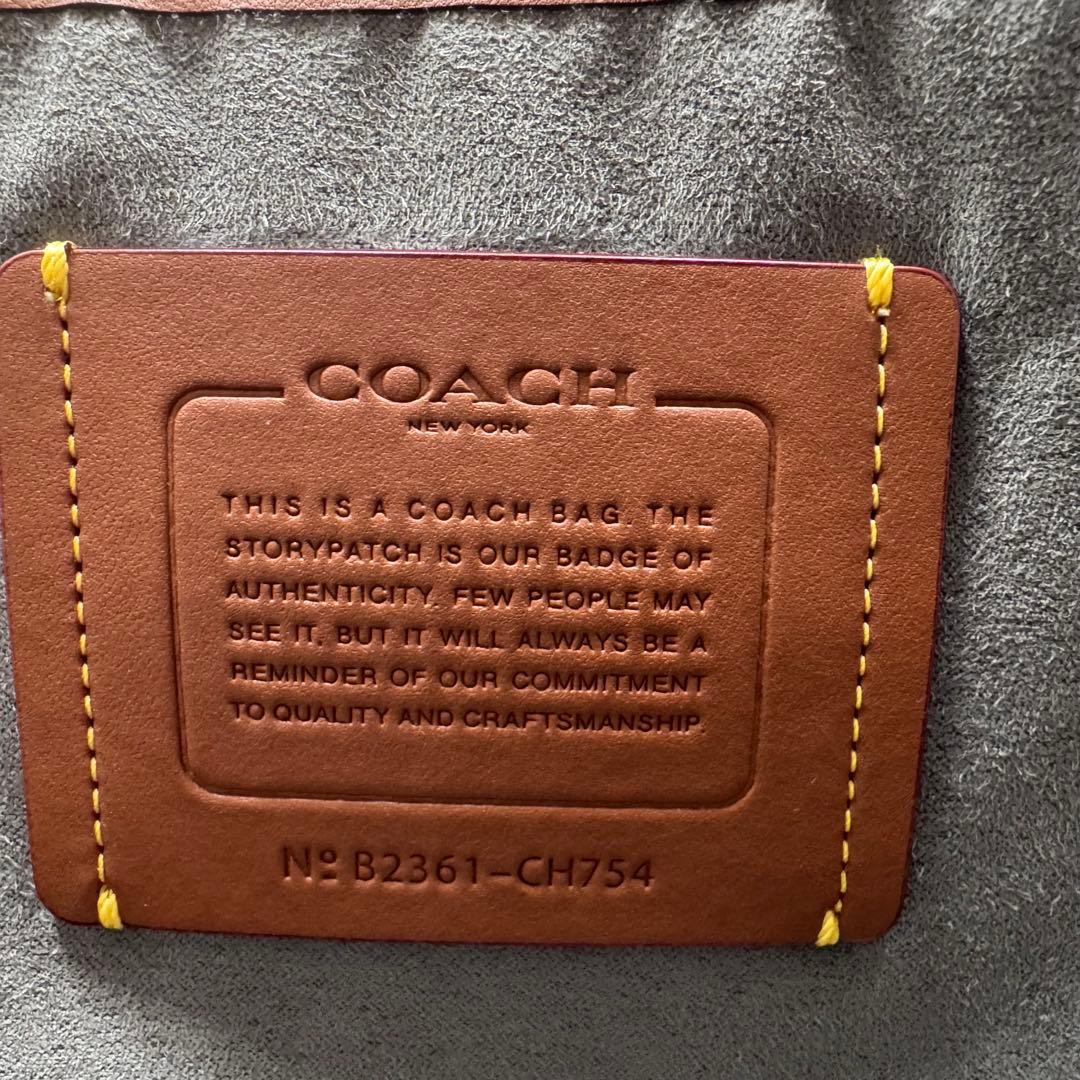 COACH
NEW YORK
THIS IS A COACH BAG. THE
STORYPATCH IS OUR BADGE OF
AUTHENTICITY. FEW PEOPLE MAY
SEE IT, BUT IT WILL ALWAYS BE A
REMINDER OF OUR COMMITMENT
TO QUALITY AND CRAFTSMANSHIP.
Nº B2361-CH754